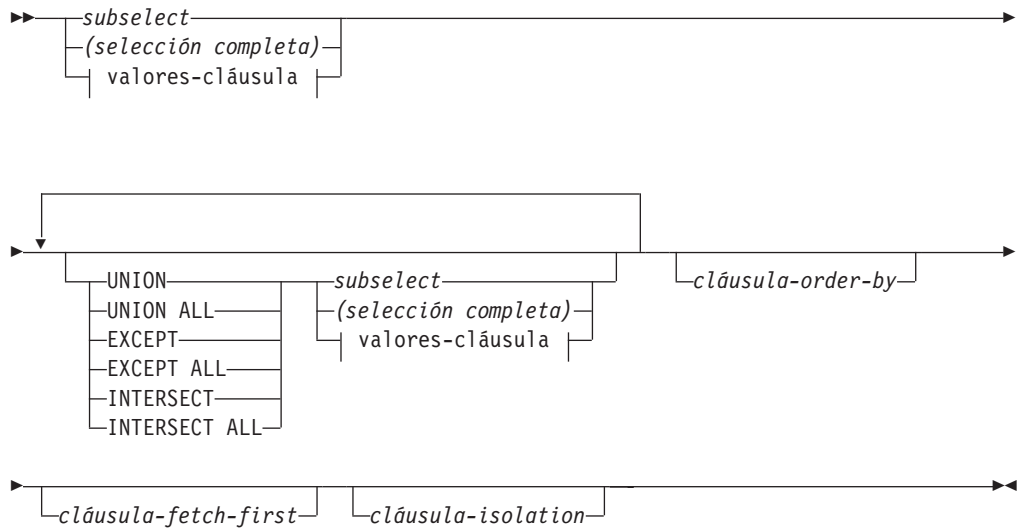 subselect
(selección completa)
valores-cláusula
UNION
UNION ALL
EXCEPT
EXCEPT ALL
INTERSECT
INTERSECT ALL
subselect
(selección completa)
valores-cláusula
cláusula-order-by
cláusula-fetch-first
cláusula-isolation